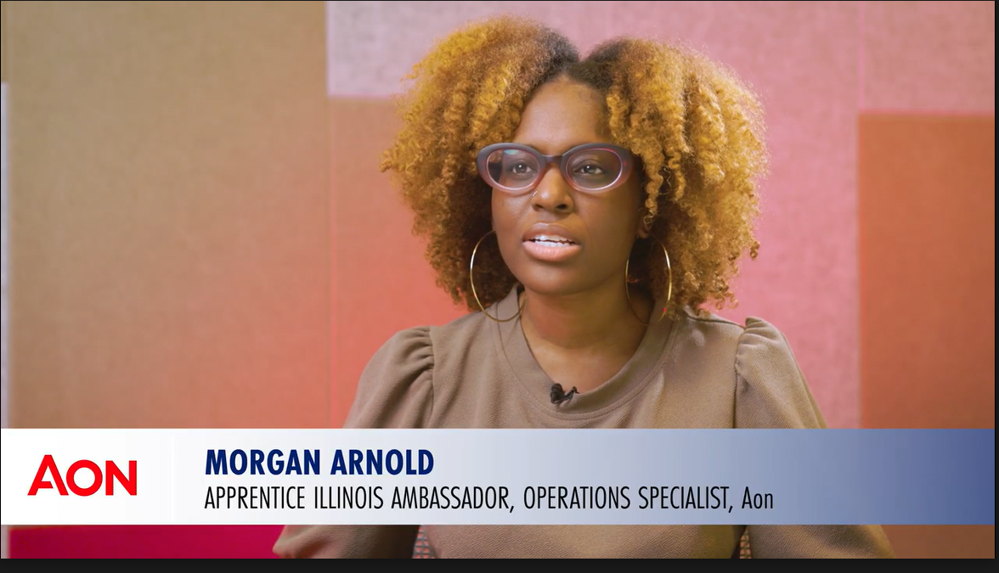 AON
MORGAN ARNOLD
APPRENTICE ILLINOIS AMBASSADOR, OPERATIONS SPECIALIST, Aon